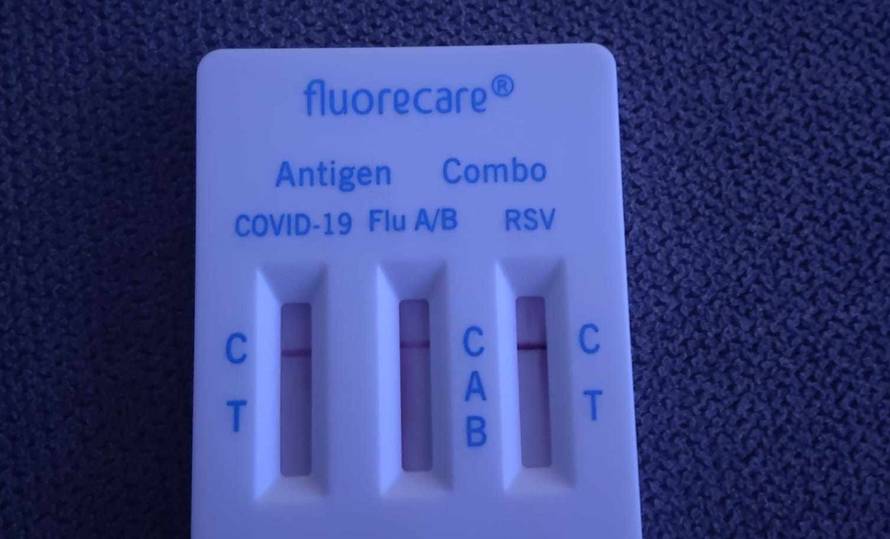 fluorecare®
Antigen Combo
COVID-19 Flu A/B RSV
C C C
A
T T
B